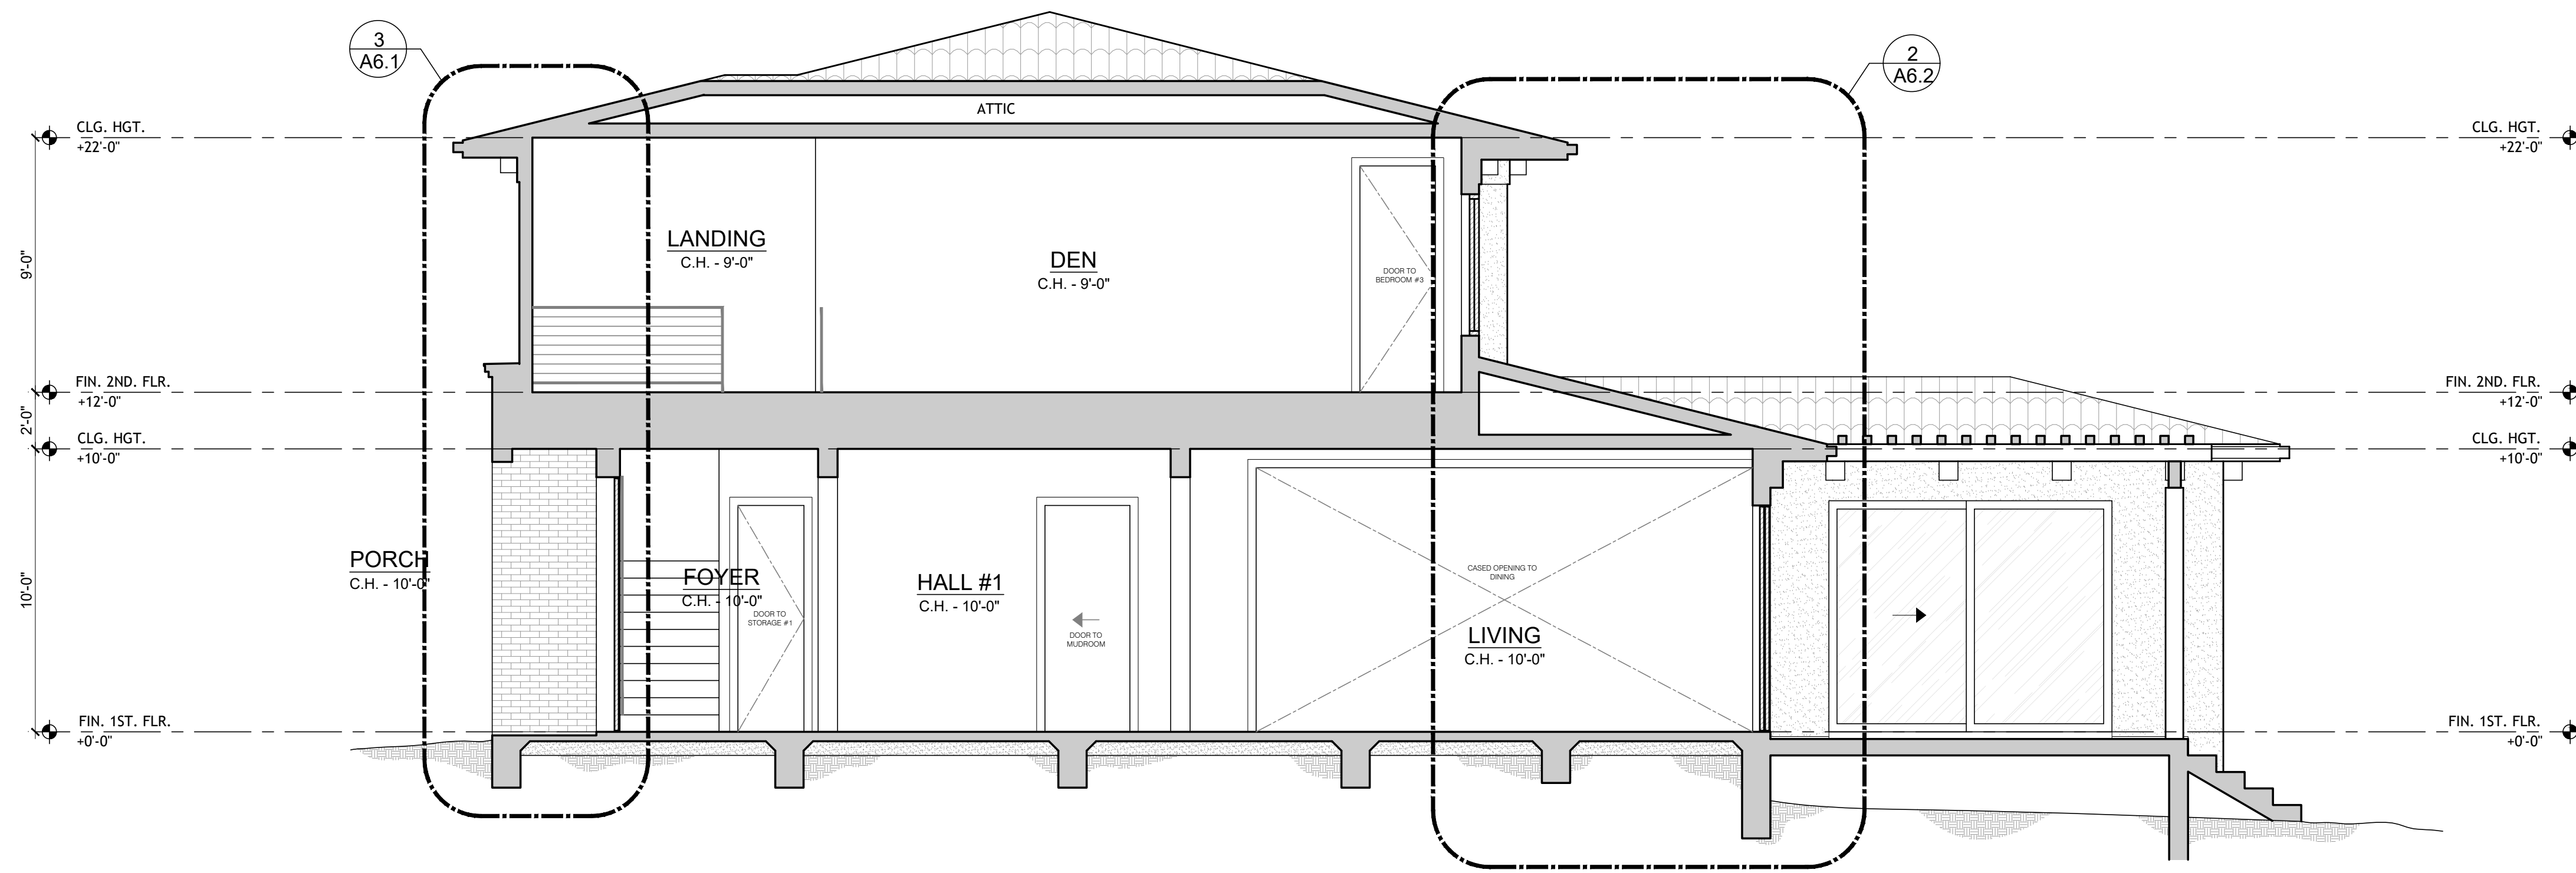 3
A6.1
2
A6.2
ATTIC
CLG. HGT.
+22'-0"
CLG. HGT.
+22'-0"
9'-0"
LANDING
C.H. - 9'-0"
DEN
C.H. - 9'-0"
DOOR TO
BEDROOM #3
FIN. 2ND. FLR.
+12'-0"
FIN. 2ND. FLR.
+12'-0"
2'-0"
CLG. HGT.
+10'-0"
CLG. HGT.
+10'-0"
10'-0"
PORCH
C.H. - 10'-0"
FOYER
C.H. - 10'-0"
DOOR TO
STORAGE #1
HALL #1
C.H. - 10'-0"
DOOR TO
MUDROOM
CASED OPENING TO
DINING
LIVING
C.H. - 10'-0"
FIN. 1ST. FLR.
+0'-0"
FIN. 1ST. FLR.
+0'-0"